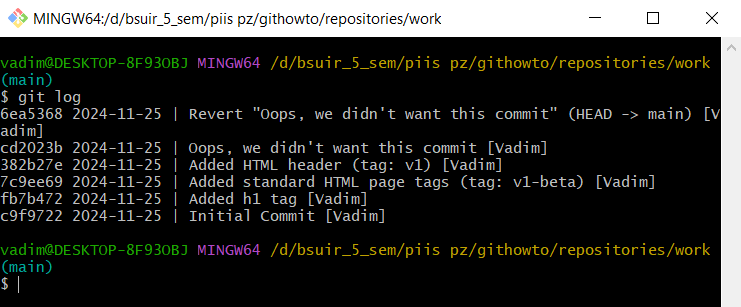 MINGW64:/d/bsuir_5_sem/piis pz/githowto/repositories/work
vadim@DESKTOP-8F93OBJ MINGW64 /d/bsuir_5_sem/piis pz/githowto/repositories/work
(main)
$ git log
6ea5368 2024-11-25 | Revert "Oops, we didn't want this commit" (HEAD -> main) [V
adim]
cd2023b 2024-11-25 | Oops, we didn't want this commit [Vadim]
382b27e 2024-11-25 | Added HTML header (tag: v1) [Vadim]
7c9ee69 2024-11-25 | Added standard HTML page tags (tag: v1-beta) [Vadim]
fb7b472 2024-11-25 | Added h1 tag [Vadim]
c9f9722 2024-11-25 | Initial Commit [Vadim]
vadim@DESKTOP-8F93OBJ MINGW64 /d/bsuir_5_sem/piis pz/githowto/repositories/work
(main)
$